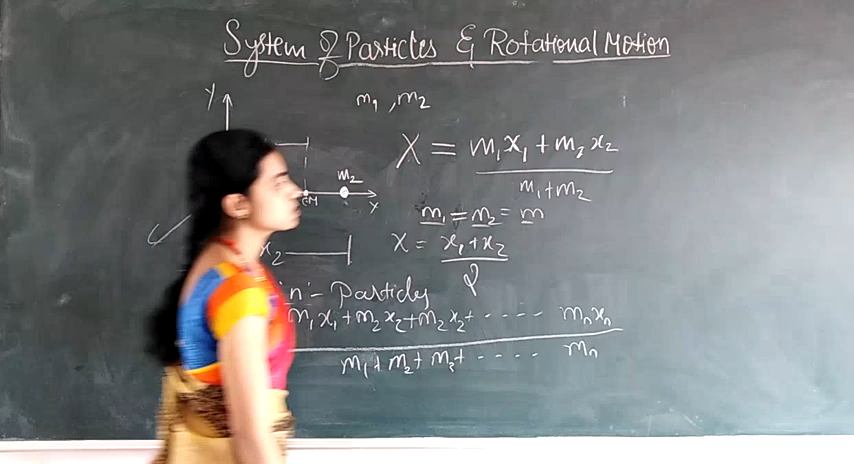 System of Particles & Rotational Motion
Y
m₁, m₂
X = m₁x₁ + m₂x₂
m₁ + m₂
m₂
CM
X
m₁ = m₂ = m
x₂
X = x₁ + x₂
2
'n' - Particles
m₁x₁ + m₂x₂ + m₂x₂ + - - - - mₙxₙ
m₁ + m₂ + m₃ + - - - - mₙ